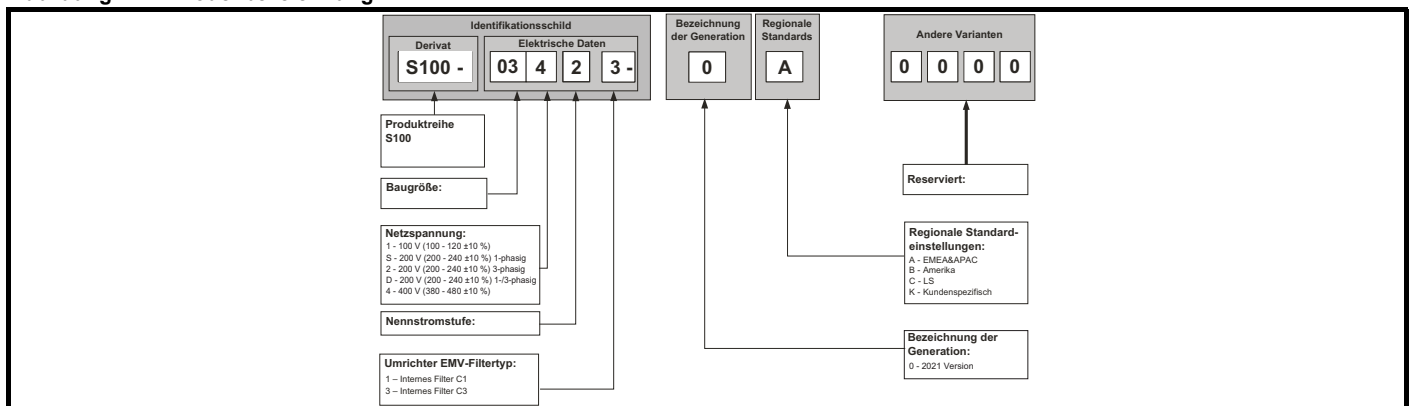 Identifikationsschild
Derivat
Elektrische Daten
S100 -
03 4 2 3-
Bezeichnung
der Generation
0
Regionale
Standards
A
Andere Varianten
0 0 0 0
Produktreihe
S100
Baugröße:
Netzspannung:
1 - 100 V (100 - 120 ±10 %)
S - 200 V (200 - 240 ±10 %) 1-phasig
2 - 200 V (200 - 240 ±10 %) 3-phasig
D - 200 V (200 - 240 ±10 %) 1-/3-phasig
4 - 400 V (380 - 480 ±10 %)
Nennstromstufe:
Umrichter EMV-Filtertyp:
1 – Internes Filter C1
3 – Internes Filter C3
Reserviert:
Regionale Standard-
einstellungen:
A - EMEA&APAC
B - Amerika
C - LS
K - Kundenspezifisch
Bezeichnung der
Generation:
0 - 2021 Version